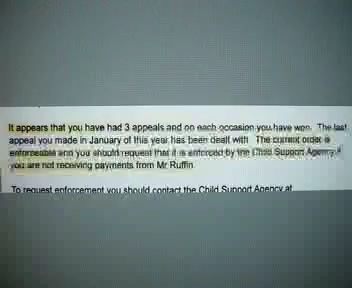 It appears that you have had 3 appeals and on each occasion you have won. The last
appeal you made in January of this year has been dealt with. The current order is
enforceable and you should request that it is enforced by the Child Support Agency if
you are not receiving payments from Mr Ruffin
To request enforcement you should contact the Child Support Agency at